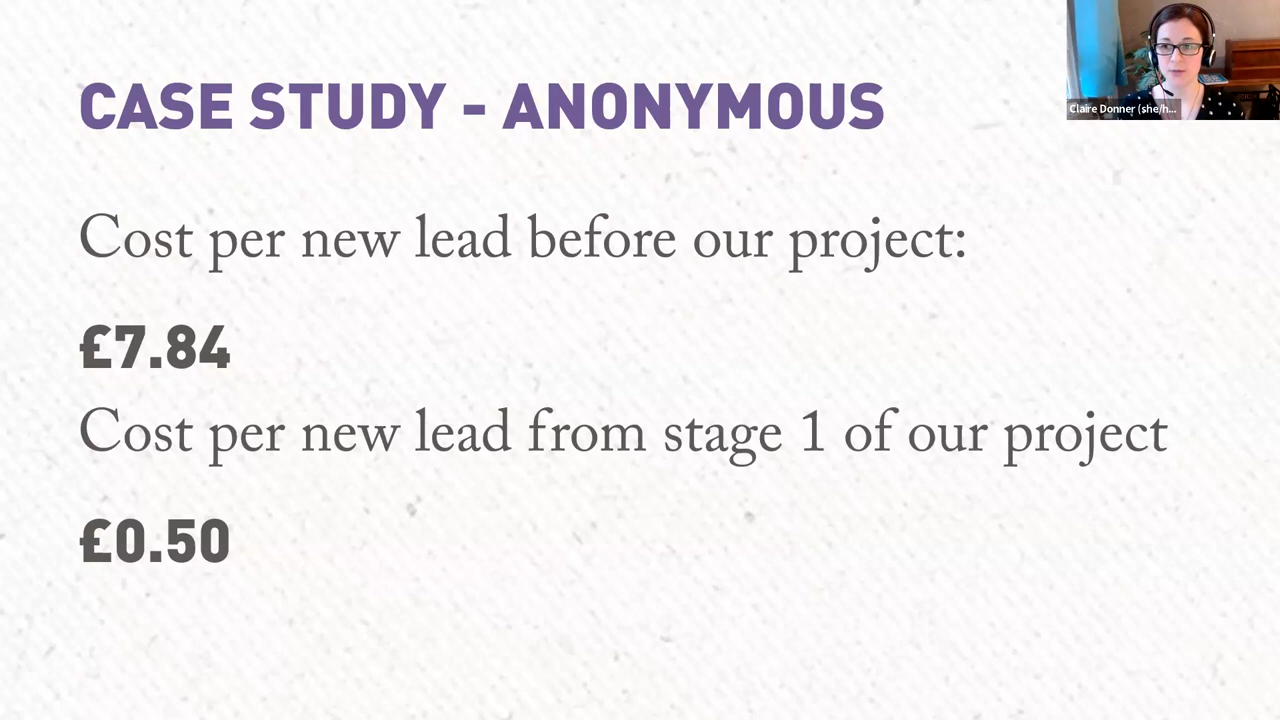 CASE STUDY - ANONYMOUS
Claire Donner (she/h...
Cost per new lead before our project:
£7.84
Cost per new lead from stage 1 of our project
£0.50